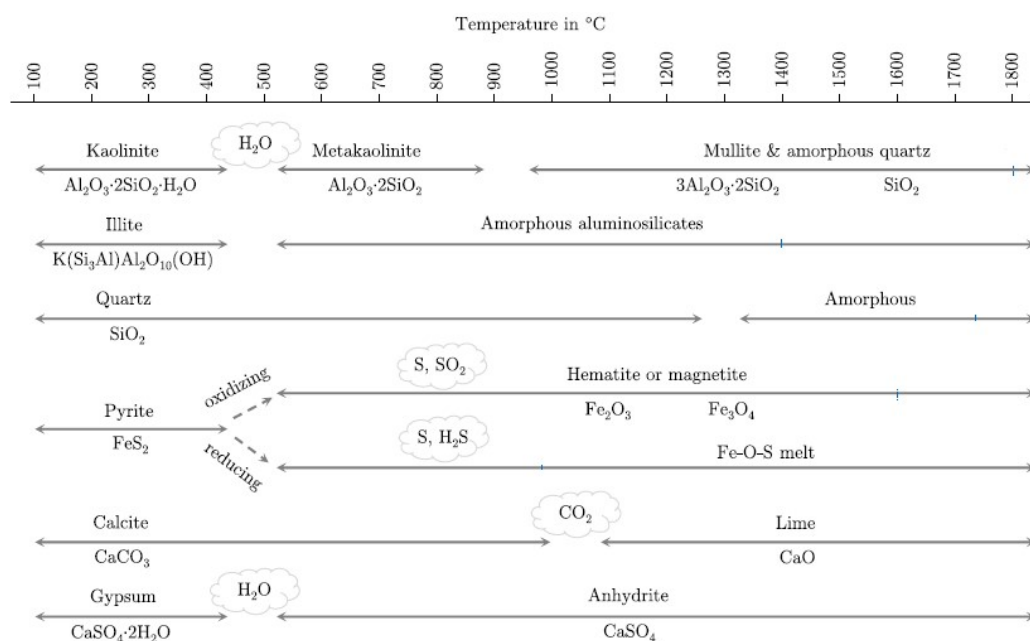 Temperature in °C
100 200 300 400 500 600 700 800 900 1000 1100 1200 1300 1400 1500 1600 1700 1800
H₂O
Kaolinite Metakaolinite Mullite & amorphous quartz
Al₂O₃·2SiO₂·H₂O Al₂O₃·2SiO₂ 3Al₂O₃·2SiO₂ SiO₂
Illite Amorphous aluminosilicates
K(Si₃Al)Al₂O₁₀(OH)
Quartz Amorphous
SiO₂
S, SO₂
oxidizing Hematite or magnetite
Fe₂O₃ Fe₃O₄
Pyrite
FeS₂
S, H₂S
reducing Fe-O-S melt
CO₂
Calcite Lime
CaCO₃ CaO
H₂O
Gypsum Anhydrite
CaSO₄·2H₂O CaSO₄